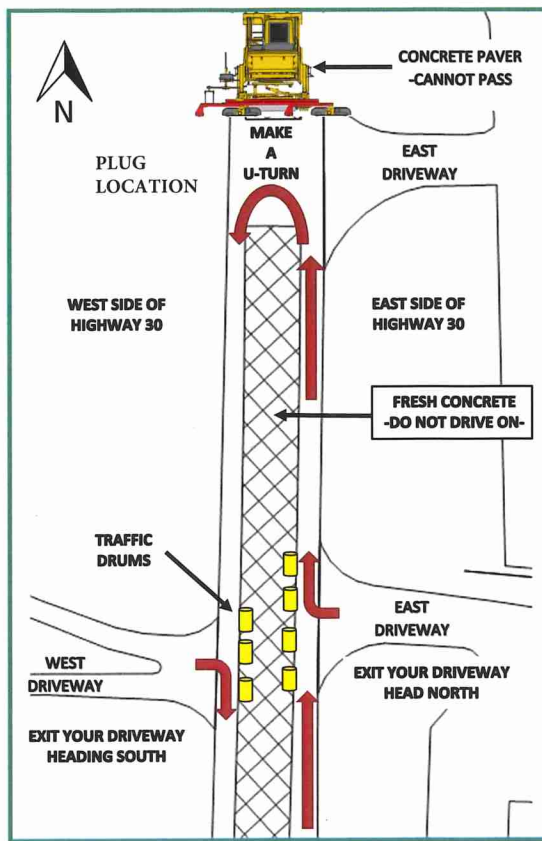 CONCRETE PAVER
-CANNOT PASS
N
MAKE
A
U-TURN
PLUG
LOCATION
EAST
DRIVEWAY
WEST SIDE OF
HIGHWAY 30
EAST SIDE OF
HIGHWAY 30
FRESH CONCRETE
-DO NOT DRIVE ON-
TRAFFIC
DRUMS
EAST
DRIVEWAY
WEST
DRIVEWAY
EXIT YOUR DRIVEWAY
HEAD NORTH
EXIT YOUR DRIVEWAY
HEADING SOUTH